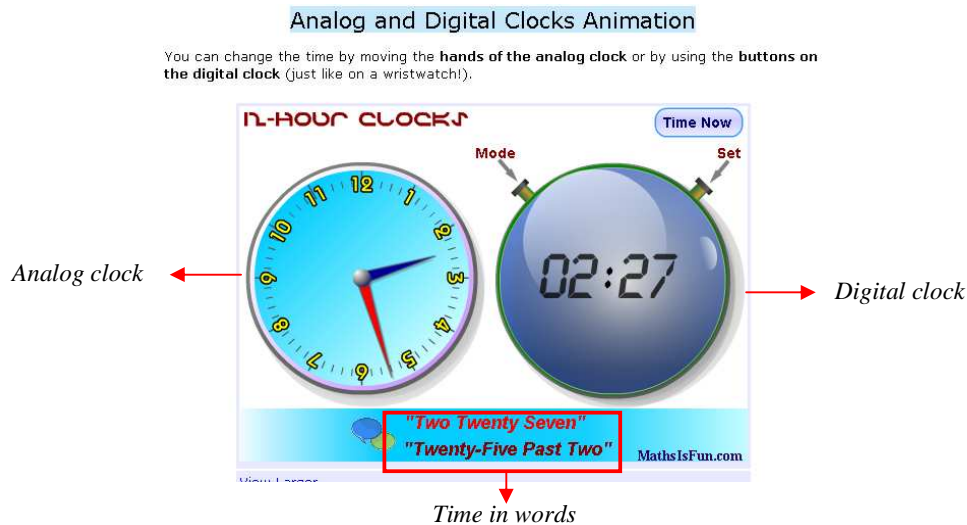 Analog and Digital Clocks Animation
You can change the time by moving the hands of the analog clock or by using the buttons on
the digital clock (just like on a wristwatch!).
12-HOUR CLOCKS
Time Now
Mode
Set
12
11
1
10
2
9
3
8
4
7
5
6
02:27
Analog clock
Digital clock
"Two Twenty Seven"
"Twenty-Five Past Two"
MathsIsFun.com
View Larger
Time in words